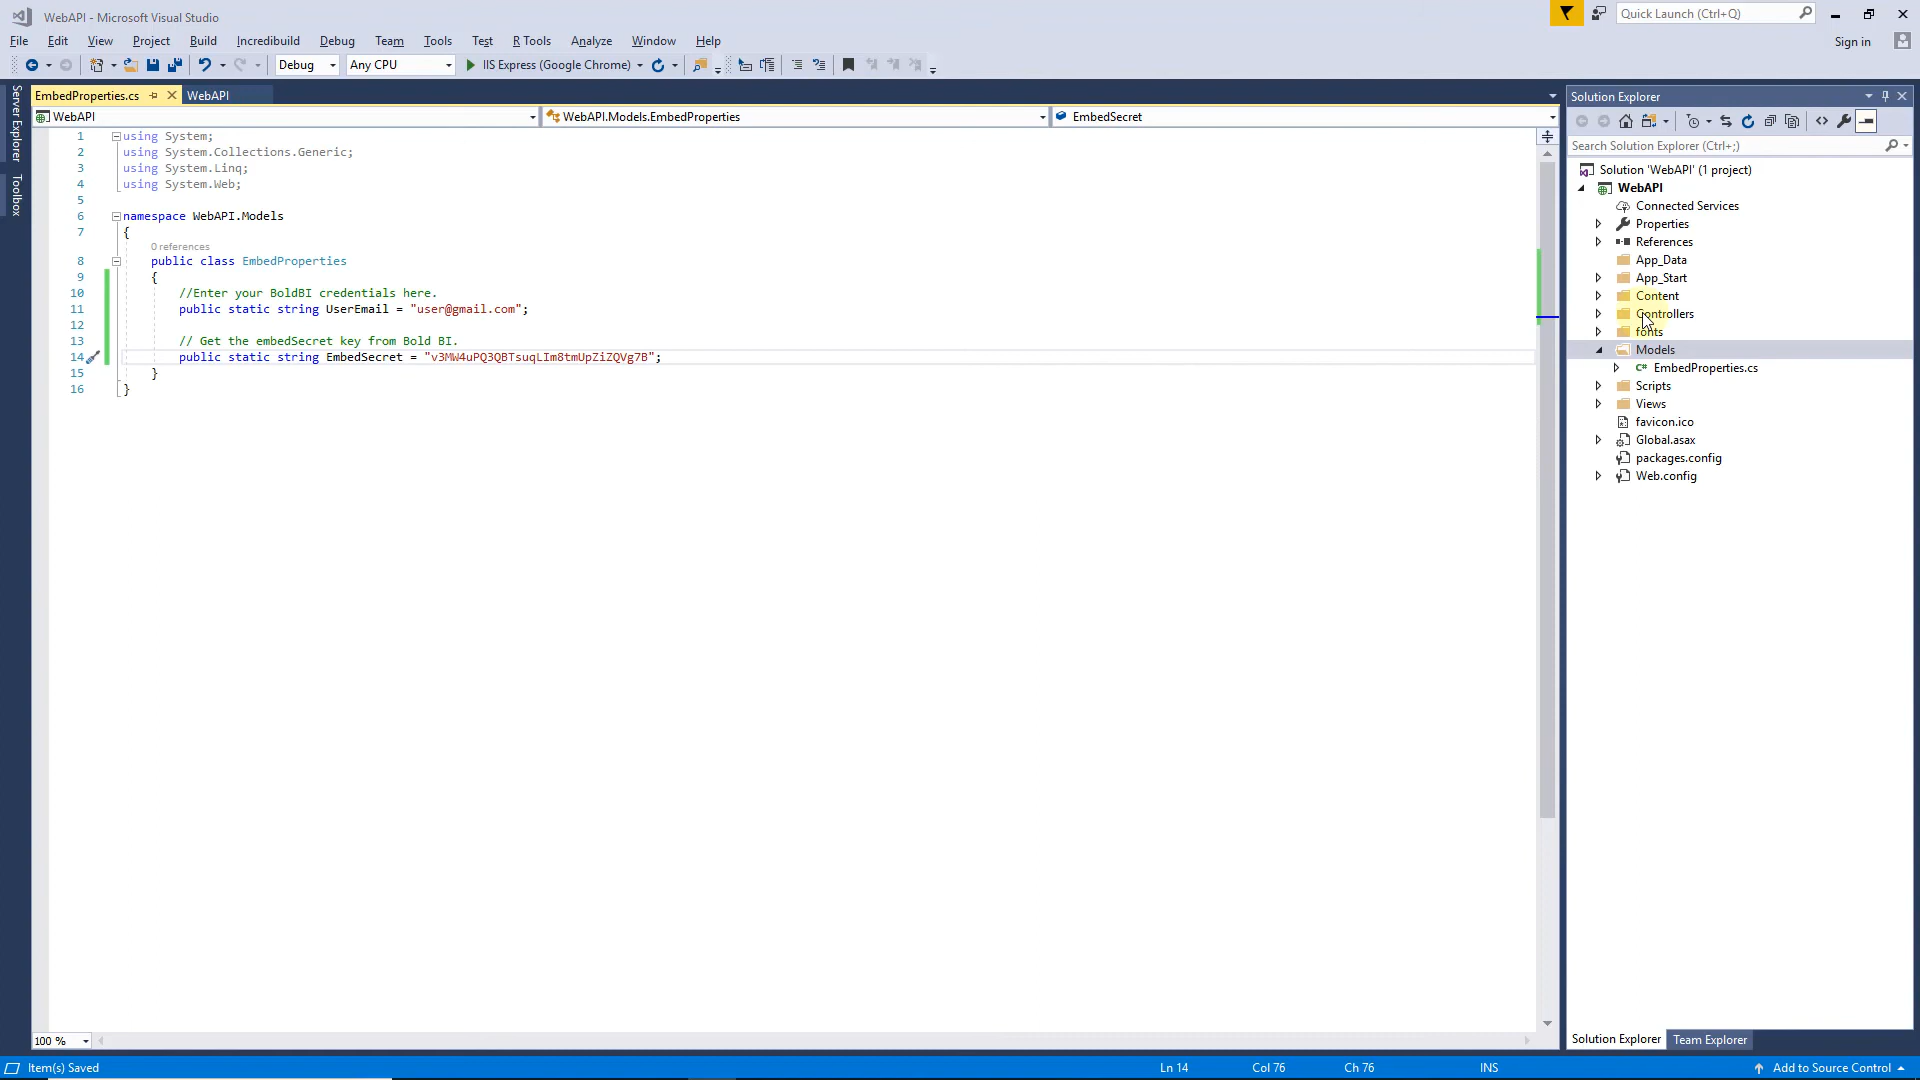 WebAPI - Microsoft Visual Studio
Quick Launch (Ctrl+Q)
File Edit View Project Build Incredibuild Debug Team Tools Test R Tools Analyze Window Help
Sign in
Debug Any CPU IIS Express (Google Chrome)
Server Explorer
Toolbox
EmbedProperties.cs WebAPI
WebAPI WebAPI.Models.EmbedProperties EmbedSecret
1 using System;
2 using System.Collections.Generic;
3 using System.Linq;
4 using System.Web;
5
6 namespace WebAPI.Models
7 {
0 references
8 public class EmbedProperties
9 {
10 //Enter your BoldBI credentials here.
11 public static string UserEmail = "user@gmail.com";
12
13 // Get the embedSecret key from Bold BI.
14 public static string EmbedSecret = "v3MW4uPQ3QBTsuqLIm8tmUpZiZQVg7B";
15 }
16 }
100 %
Solution Explorer
Search Solution Explorer (Ctrl+;)
Solution 'WebAPI' (1 project)
WebAPI
Connected Services
Properties
References
App_Data
App_Start
Content
Controllers
fonts
Models
C# EmbedProperties.cs
Scripts
Views
favicon.ico
Global.asax
packages.config
Web.config
Solution Explorer Team Explorer
Item(s) Saved Ln 14 Col 76 Ch 76 INS Add to Source Control